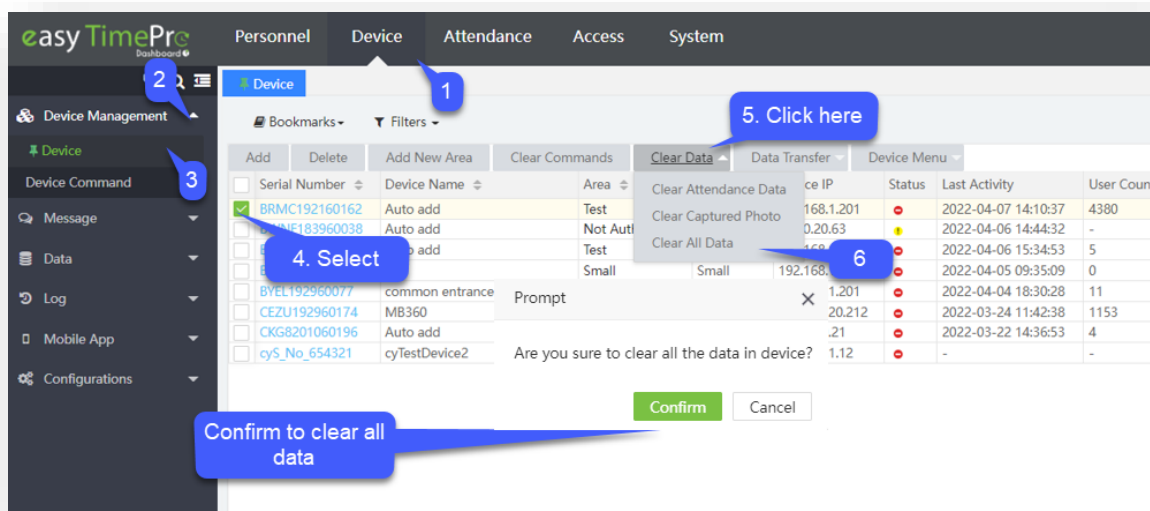 easy TimePro
Dashboard
Personnel Device Attendance Access System
2
Device
1
Device Management
Bookmarks Filters
5. Click here
Device
Add Delete Add New Area Clear Commands Clear Data Data Transfer Device Menu
Device Command
3
Serial Number Device Name Area ce IP Status Last Activity User Coun
Clear Attendance Data
BRMC192160162 Auto add Test 168.1.201 2022-04-07 14:10:37 4380
Message
Clear Captured Photo
183960038 Auto add Not Auth 0.20.63 2022-04-06 14:44:32 -
Clear All Data
4. Select
dd Test 2022-04-06 15:34:53 5
6
Data
Small Small 192.168. 2022-04-05 09:35:09 0
BYEL192960077 common entrance 1.201 2022-04-04 18:30:28 11
Prompt
Log
CEZU192960174 MB360 20.212 2022-03-24 11:42:38 1153
CKG8201060196 Auto add .21 2022-03-22 14:36:53 4
Mobile App
cyS_No_654321 cyTestDevice2 1.12 - -
Are you sure to clear all the data in device?
Configurations
Confirm Cancel
Confirm to clear all
data